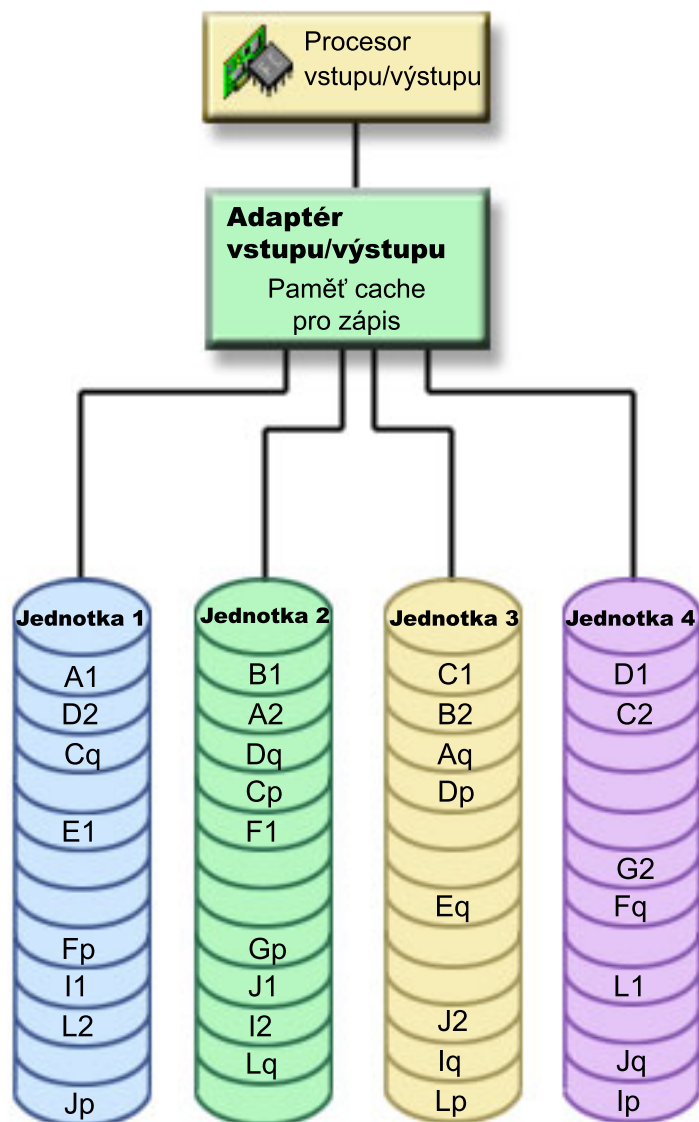 Procesor
vstupu/výstupu
Adaptér
vstupu/výstupu
Paměť cache
pro zápis
Jednotka 1
A1
D2
Cq
E1
Fp
I1
L2
Jp
Jednotka 2
B1
A2
Dq
Cp
F1
Gp
J1
I2
Lq
Jednotka 3
C1
B2
Aq
Dp
Eq
J2
Iq
Lp
Jednotka 4
D1
C2
G2
Fq
L1
Jq
Ip